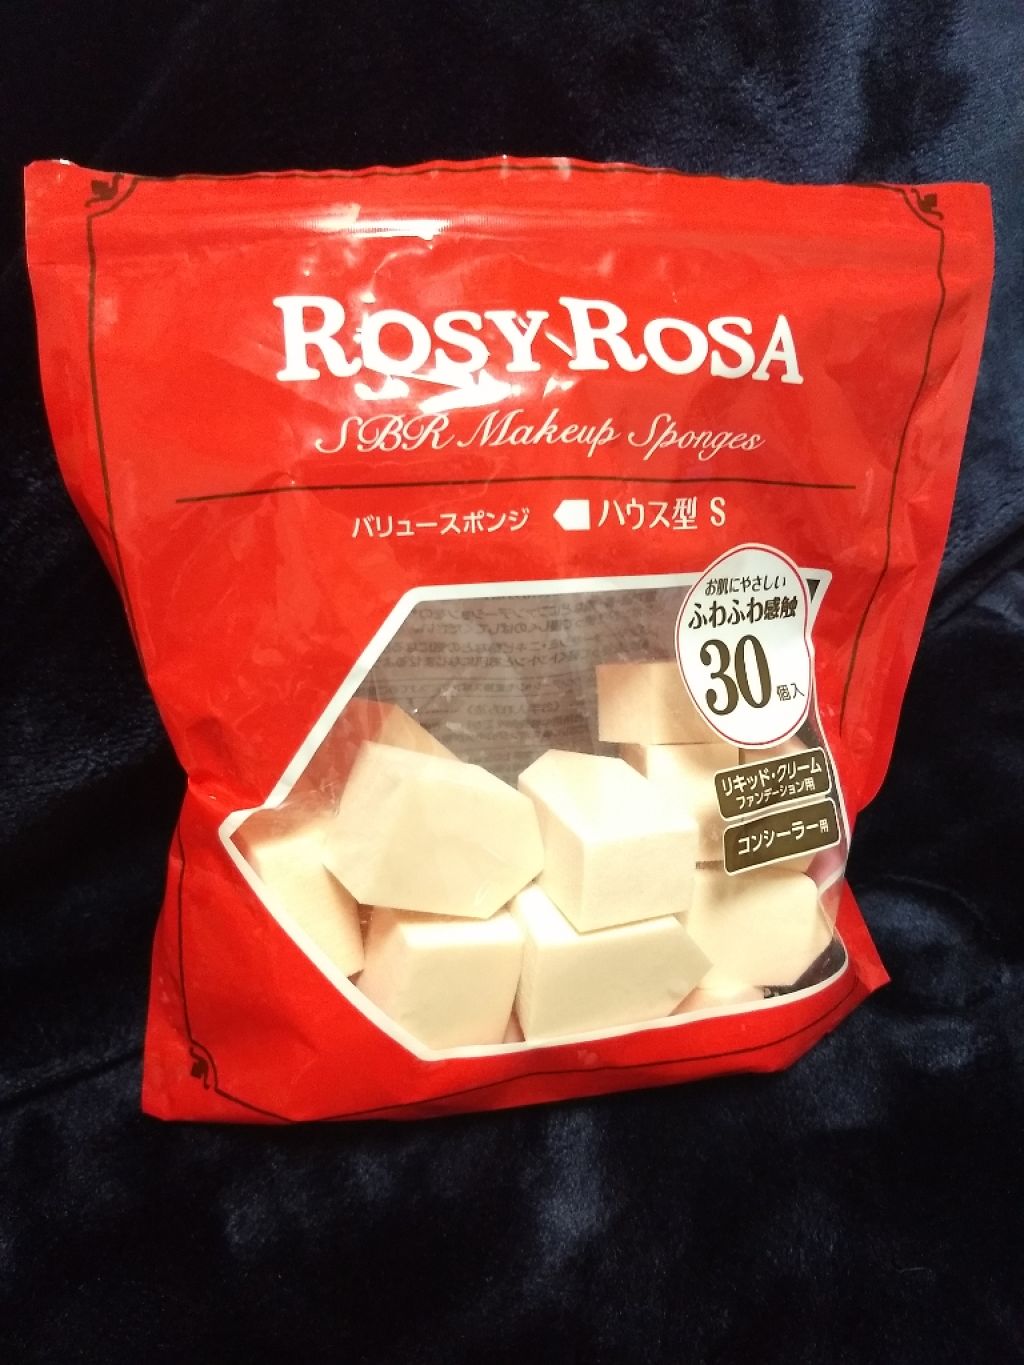 ROSY ROSA
SBR Makeup Sponges
バリュースポンジ ハウス型 S
お肌にやさしい
ふわふわ感触
30個入
リキッド・クリーム
ファンデーション用
コンシーラー用